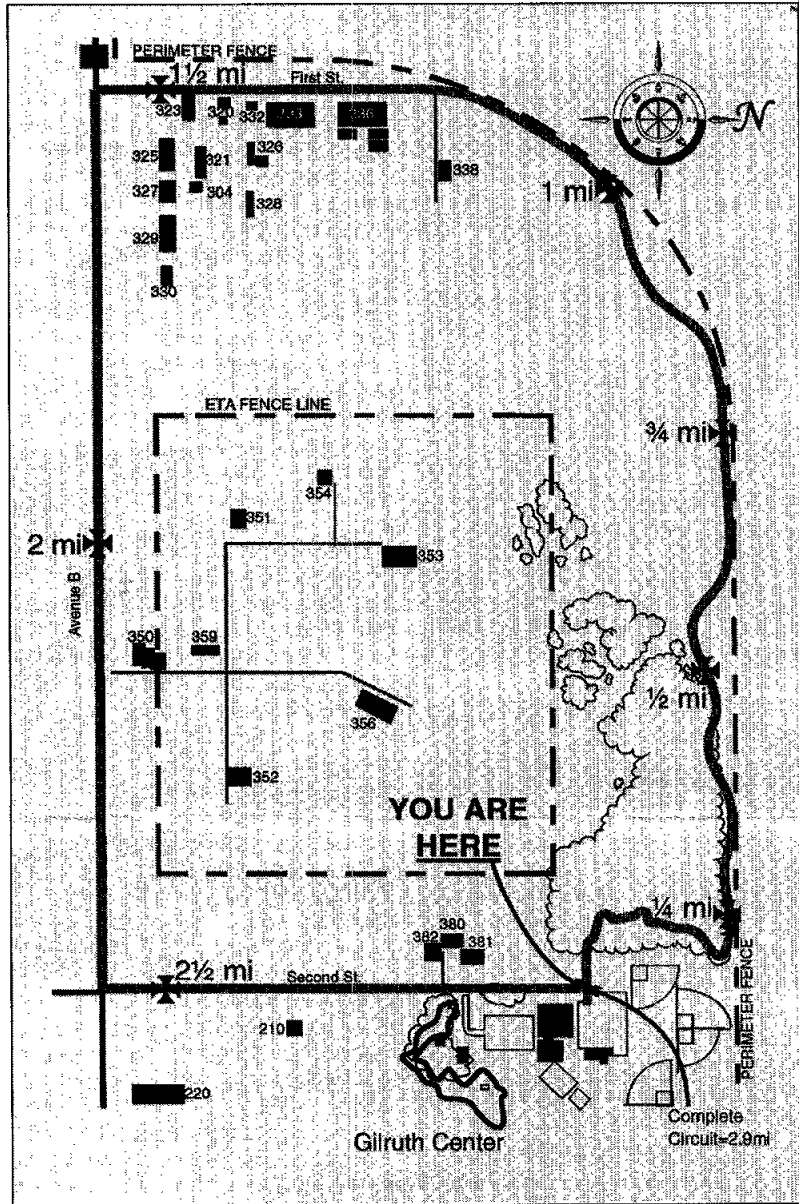 PERIMETER FENCE
1½ mi
First St.
N
323
320
332
336
325
321
326
338
1 mi
327
304
328
329
330
ETA FENCE LINE
¾ mi
354
351
2 mi
353
Avenue B
350
359
½ mi
356
352
YOU ARE
HERE
¼ mi
380
382
381
2½ mi
Second St.
PERIMETER FENCE
210
220
Complete
Circuit=2.9mi
Gilruth Center